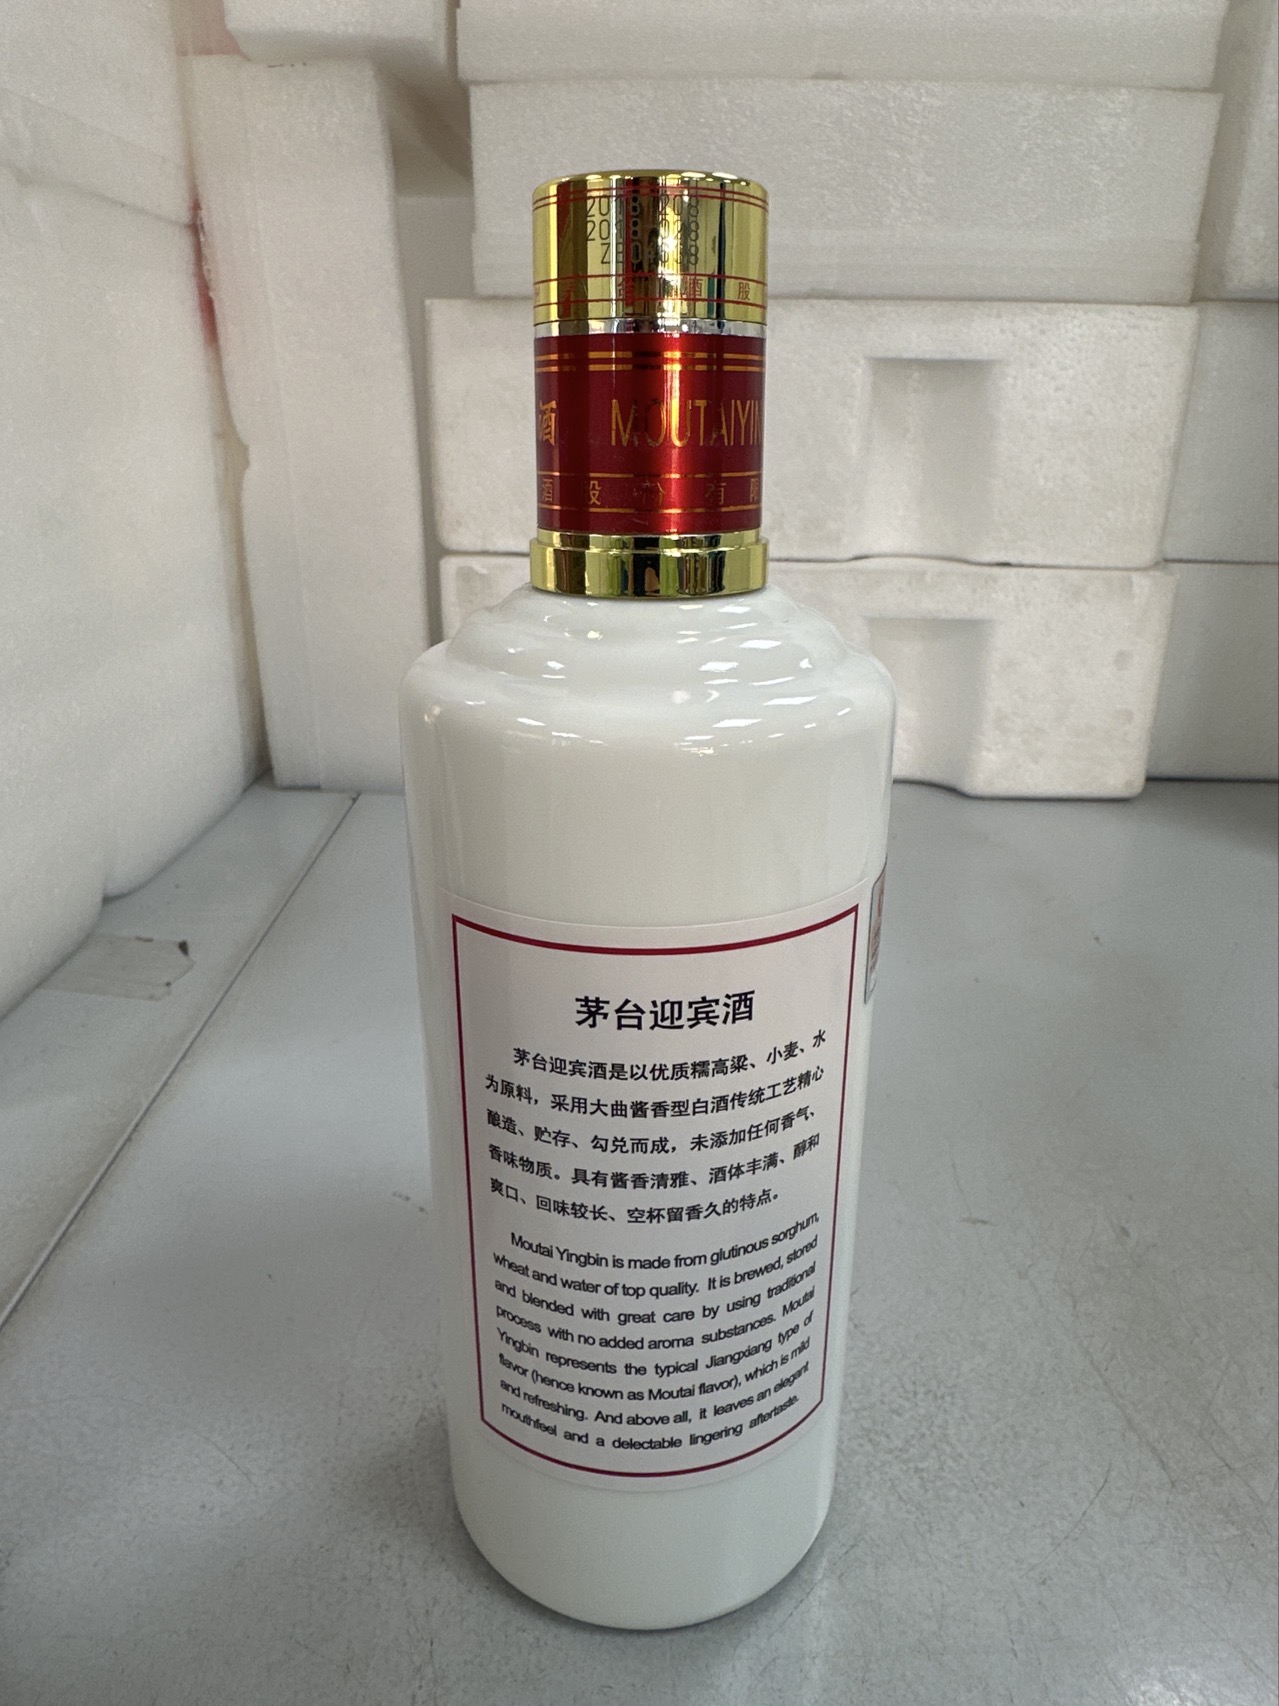 酒 MOUTAIYIN
酒 股 份 有 限
茅台迎宾酒
茅台迎宾酒是以优质糯高粱、小麦、水
为原料，采用大曲酱香型白酒传统工艺精心
酿造、贮存、勾兑而成，未添加任何香气、
香味物质。具有酱香清雅、酒体丰满、醇和
爽口、回味较长、空杯留香久的特点。
Moutai Yingbin is made from glutinous sorghum,
wheat and water of top quality. It is brewed, stored
and blended with great care by using traditional
process with no added aroma substances. Moutai
Yingbin represents the typical Jiangxiang type of
flavor (hence known as Moutai flavor), which is mild
and refreshing. And above all, it leaves an elegant
mouthfeel and a delectable lingering aftertaste.